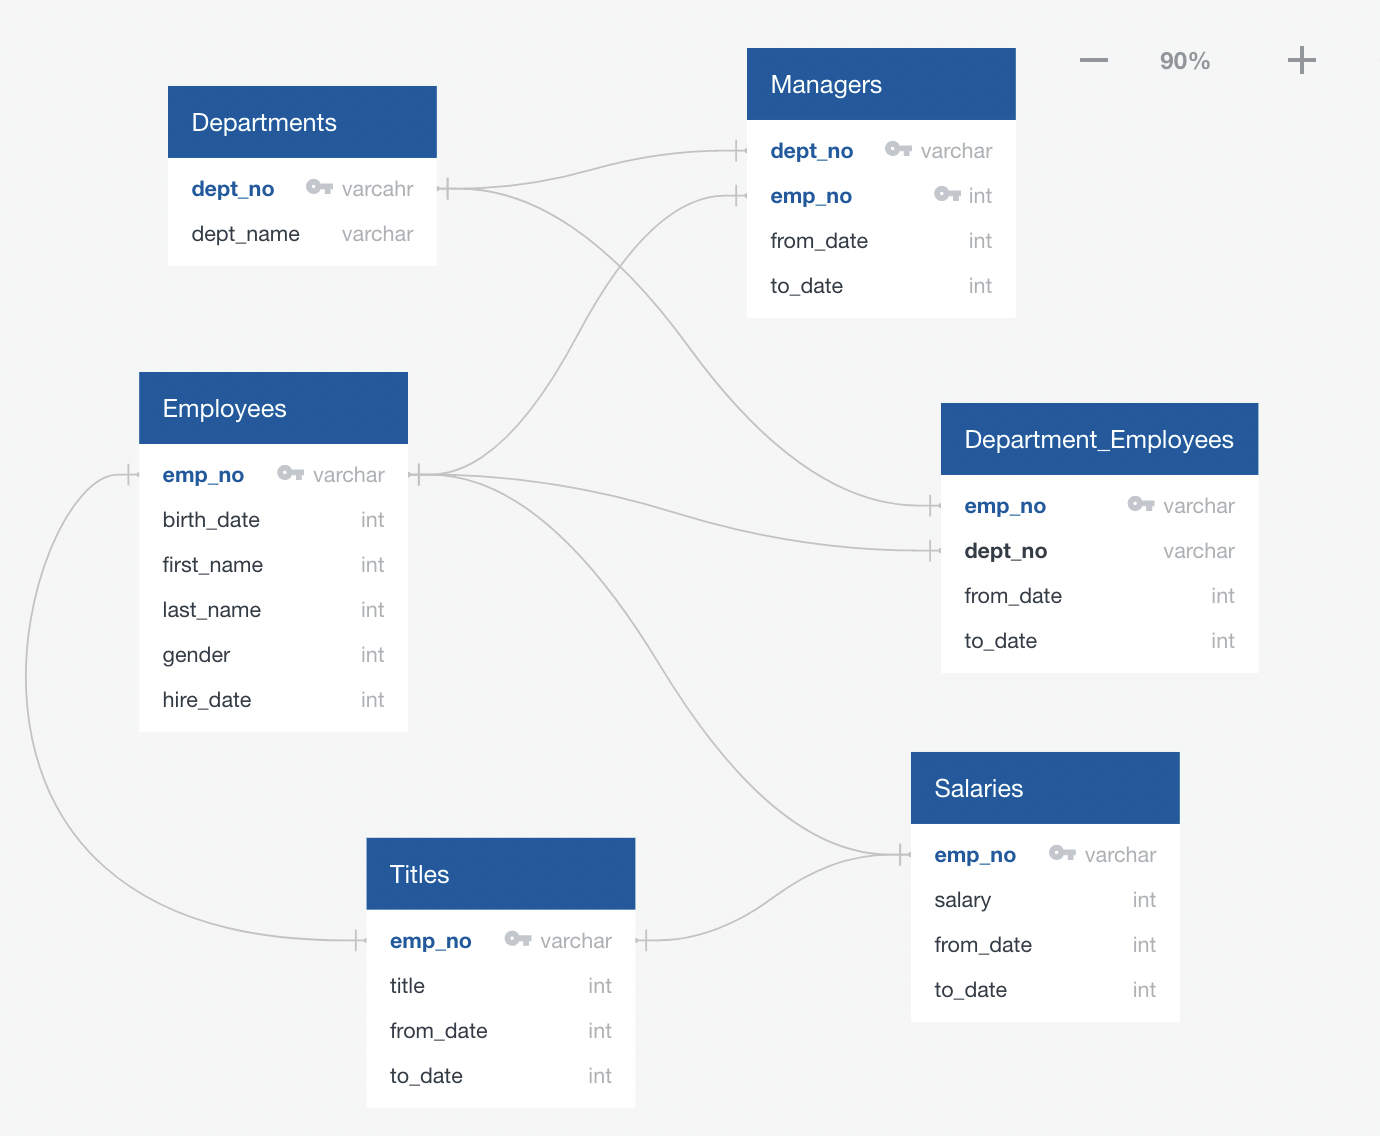 90%
Departments
dept_no varcahr
dept_name varchar
Managers
dept_no varchar
emp_no int
from_date int
to_date int
Employees
emp_no varchar
birth_date int
first_name int
last_name int
gender int
hire_date int
Department_Employees
emp_no varchar
dept_no varchar
from_date int
to_date int
Titles
emp_no varchar
title int
from_date int
to_date int
Salaries
emp_no varchar
salary int
from_date int
to_date int